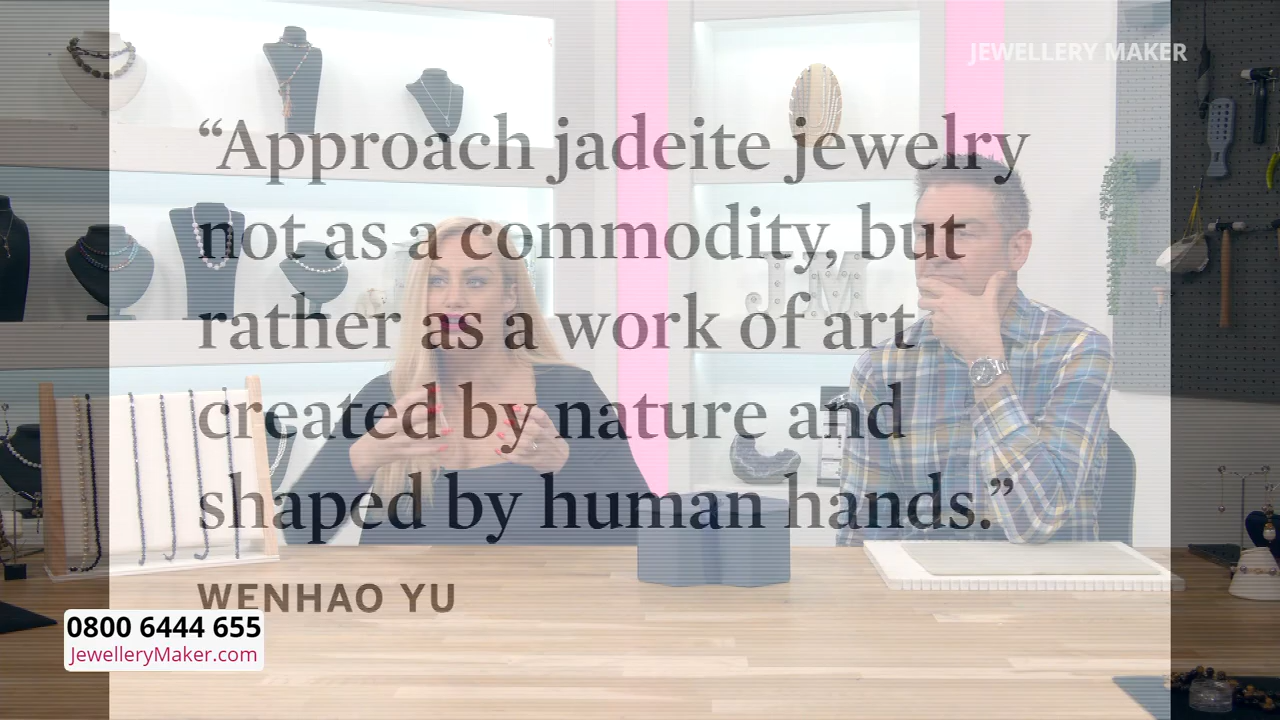 JEWELLERY MAKER
“Approach jadeite jewelry
not as a commodity, but
rather as a work of art
created by nature and
shaped by human hands.”
WENHAO YU
JM
0800 6444 655
JewelleryMaker.com